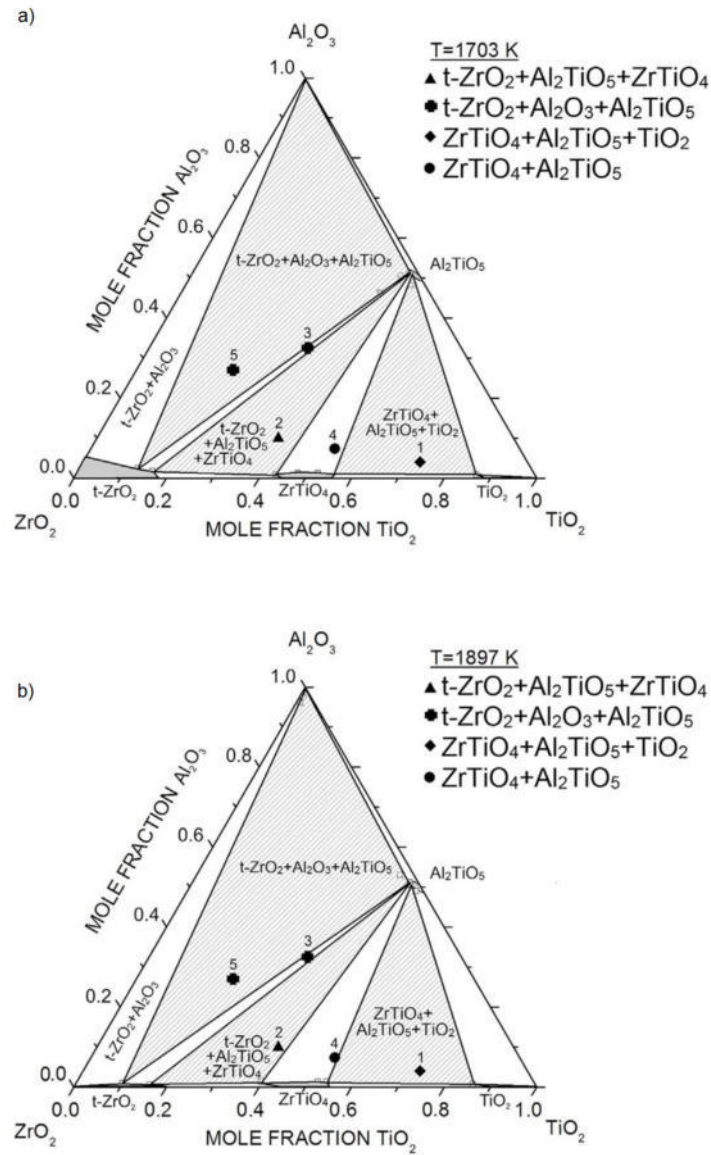 a)
Al₂O₃
T=1703 K
▲ t-ZrO₂+Al₂TiO₅+ZrTiO₄
t-ZrO₂+Al₂O₃+Al₂TiO₅
◆ ZrTiO₄+Al₂TiO₅+TiO₂
● ZrTiO₄+Al₂TiO₅
1.0
0.8
0.6
0.4
0.2
0.0
MOLE FRACTION Al₂O₃
t-ZrO₂+Al₂O₃+Al₂TiO₅
Al₂TiO₅
t-ZrO₂+Al₂O₃
5
3
t-ZrO₂
+Al₂TiO₅
+ZrTiO₄
2
4
ZrTiO₄+
Al₂TiO₅+TiO₂
1
t-ZrO₂
ZrTiO₄
TiO₂
0.0 0.2 0.4 0.6 0.8 1.0
ZrO₂
MOLE FRACTION TiO₂
TiO₂
b)
Al₂O₃
T=1897 K
▲ t-ZrO₂+Al₂TiO₅+ZrTiO₄
t-ZrO₂+Al₂O₃+Al₂TiO₅
◆ ZrTiO₄+Al₂TiO₅+TiO₂
● ZrTiO₄+Al₂TiO₅
1.0
0.8
0.6
0.4
0.2
0.0
MOLE FRACTION Al₂O₃
t-ZrO₂+Al₂O₃+Al₂TiO₅
Al₂TiO₅
t-ZrO₂+Al₂O₃
5
3
t-ZrO₂
+Al₂TiO₅
+ZrTiO₄
2
4
ZrTiO₄+
Al₂TiO₅+TiO₂
1
t-ZrO₂
ZrTiO₄
TiO₂
0.0 0.2 0.4 0.6 0.8 1.0
ZrO₂
MOLE FRACTION TiO₂
TiO₂